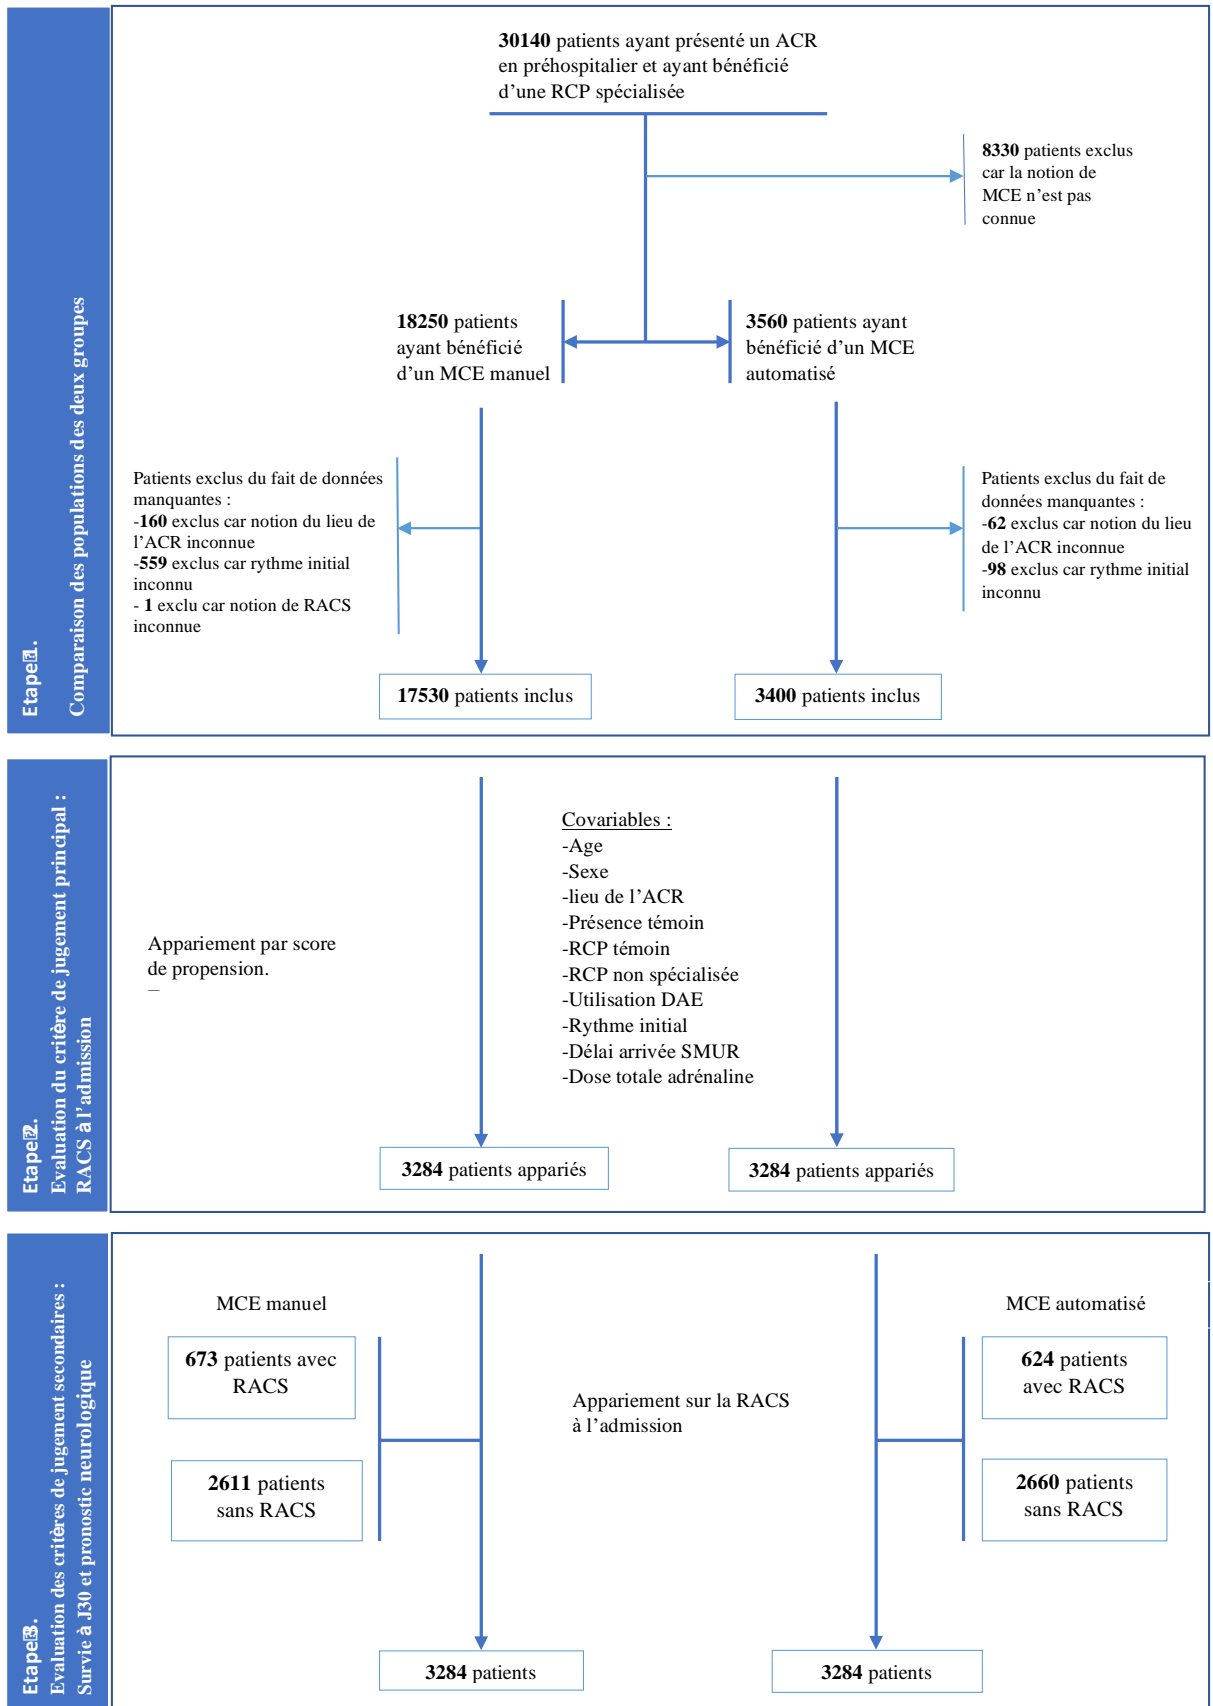 Etape 1.
Comparaison des populations des deux groupes
30140 patients ayant présenté un ACR
en préhospitalier et ayant bénéficié
d’une RCP spécialisée
8330 patients exclus
car la notion de
MCE n’est pas
connue
18250 patients
ayant bénéficié
d’un MCE manuel
3560 patients ayant
bénéficié d’un MCE
automatisé
Patients exclus du fait de données
manquantes :
-160 exclus car notion du lieu de
l’ACR inconnue
-559 exclus car rythme initial
inconnu
- 1 exclu car notion de RACS
inconnue
Patients exclus du fait de
données manquantes :
-62 exclus car notion du lieu
de l’ACR inconnue
-98 exclus car rythme initial
inconnu
17530 patients inclus
3400 patients inclus
Etape 2.
Evaluation du critère de jugement principal :
RACS à l’admission
Appariement par score
de propension.
Covariables :
-Age
-Sexe
-lieu de l’ACR
-Présence témoin
-RCP témoin
-RCP non spécialisée
-Utilisation DAE
-Rythme initial
-Délai arrivée SMUR
-Dose totale adrénaline
3284 patients appariés
3284 patients appariés
Etape 3.
Evaluation des critères de jugement secondaires :
Survie à J30 et pronostic neurologique
MCE manuel
673 patients avec
RACS
2611 patients
sans RACS
Appariement sur la RACS
à l’admission
MCE automatisé
624 patients
avec RACS
2660 patients
sans RACS
3284 patients
3284 patients